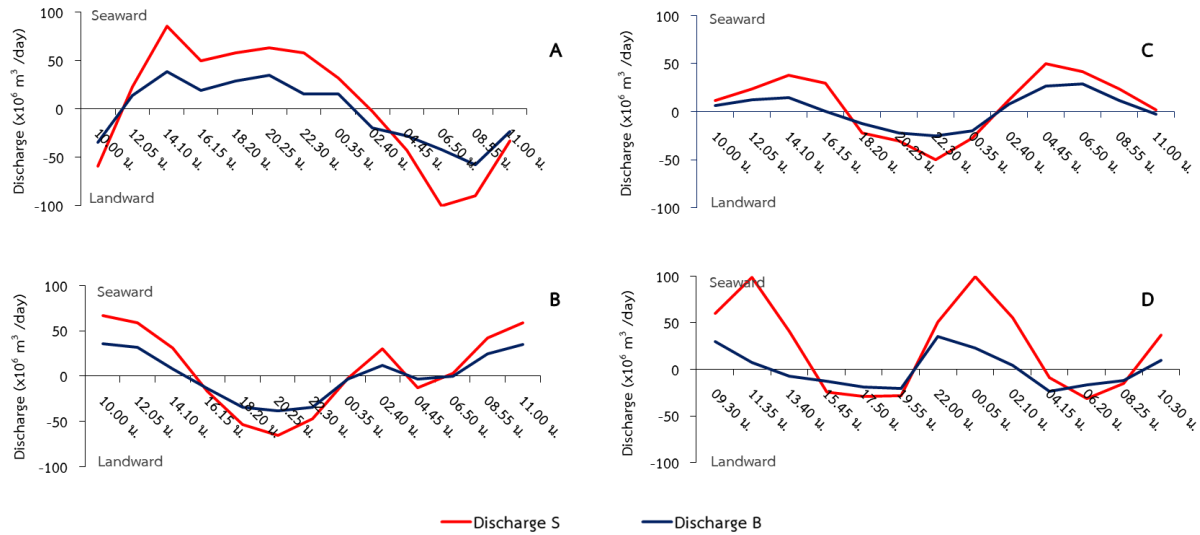 Seaward
A
Discharge (x10⁶ m³ /day)
100
50
0
-50
-100
10.00 น.
12.05 น.
14.10 น.
16.15 น.
18.20 น.
20.25 น.
22.30 น.
00.35 น.
02.40 น.
04.45 น.
06.50 น.
08.55 น.
11.00 น.
Landward
Seaward
C
Discharge (x10⁶ m³ /day)
100
50
0
-50
-100
10.00 น.
12.05 น.
14.10 น.
16.15 น.
18.20 น.
20.25 น.
22.30 น.
00.35 น.
02.40 น.
04.45 น.
06.50 น.
08.55 น.
11.00 น.
Landward
Seaward
B
Discharge (x10⁶ m³ /day)
100
50
0
-50
-100
10.00 น.
12.05 น.
14.10 น.
16.15 น.
18.20 น.
20.25 น.
22.30 น.
00.35 น.
02.40 น.
04.45 น.
06.50 น.
08.55 น.
11.00 น.
Landward
Seaward
D
Discharge (x10⁶ m³ /day)
100
50
0
-50
-100
09.30 น.
11.35 น.
13.40 น.
15.45 น.
17.50 น.
19.55 น.
22.00 น.
00.05 น.
02.10 น.
04.15 น.
06.20 น.
08.25 น.
10.30 น.
Landward
Discharge S
Discharge B